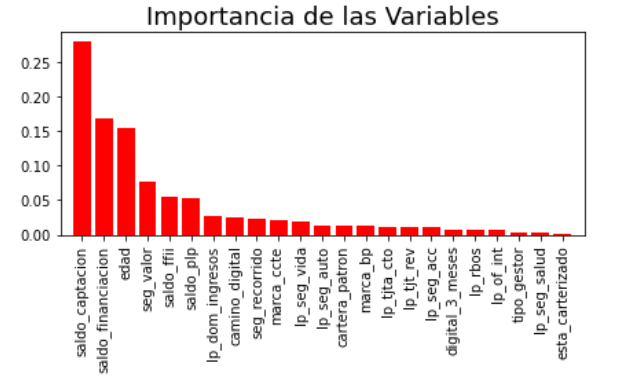 Importancia de las Variables
0.25
0.20
0.15
0.10
0.05
0.00
saldo_captacion
saldo_financiacion
edad
seg_valor
saldo_ffii
saldo_plp
lp_dom_ingresos
camino_digital
seg_recorrido
marca_ccte
lp_seg_vida
lp_seg_auto
cartera_patron
marca_bp
lp_tjta_cto
lp_tjt_rev
lp_seg_acc
digital_3_meses
lp_rbos
lp_of_int
tipo_gestor
lp_seg_salud
esta_carterizado